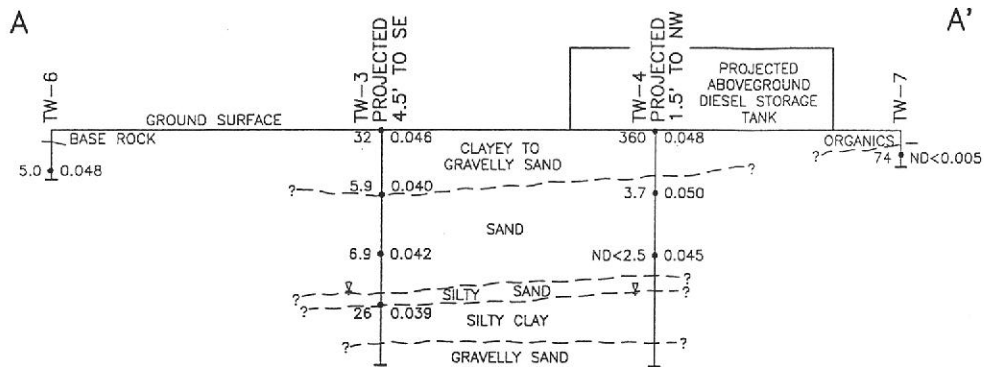 A
A'
TW-6
TW-3
PROJECTED
4.5' TO SE
TW-4
PROJECTED
1.5' TO NW
PROJECTED
ABOVEGROUND
DIESEL STORAGE
TANK
TW-7
GROUND SURFACE
BASE ROCK
32 0.046
360 0.048
ORGANICS
CLAYEY TO
GRAVELLY SAND
74 ND<0.005
5.0 0.048
? 5.9 0.040
? ?
3.7 0.050
SAND
6.9 0.042
ND<2.5 0.045
? SILTY SAND ?
? ?
26 0.039
SILTY CLAY
? ?
GRAVELLY SAND